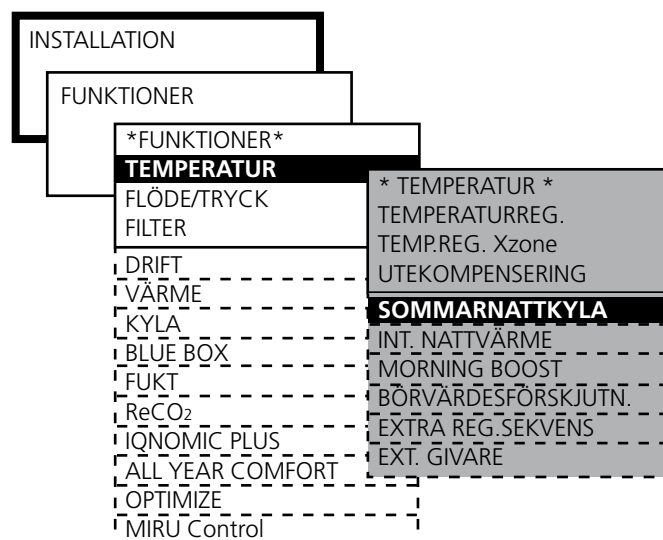 INSTALLATION
FUNKTIONER
*FUNKTIONER*
TEMPERATUR
FLÖDE/TRYCK
FILTER
DRIFT
VÄRME
KYLA
BLUE BOX
FUKT
ReCO2
IQNOMIC PLUS
ALL YEAR COMFORT
OPTIMIZE
MIRU Control
* TEMPERATUR *
TEMPERATURREG.
TEMP.REG. Xzone
UTEKOMPENSERING
SOMMARNATTKYLA
INT. NATTVÄRME
MORNING BOOST
BÖRVÄRDESFÖRSKJUTN.
EXTRA REG.SEKVENS
EXT. GIVARE